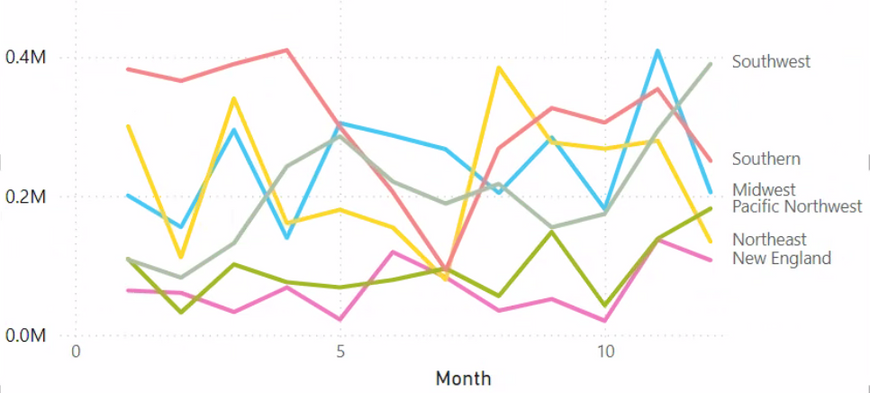 0.4M
0.2M
0.0M
0
5
10
Month
Southwest
Southern
Midwest
Pacific Northwest
Northeast
New England